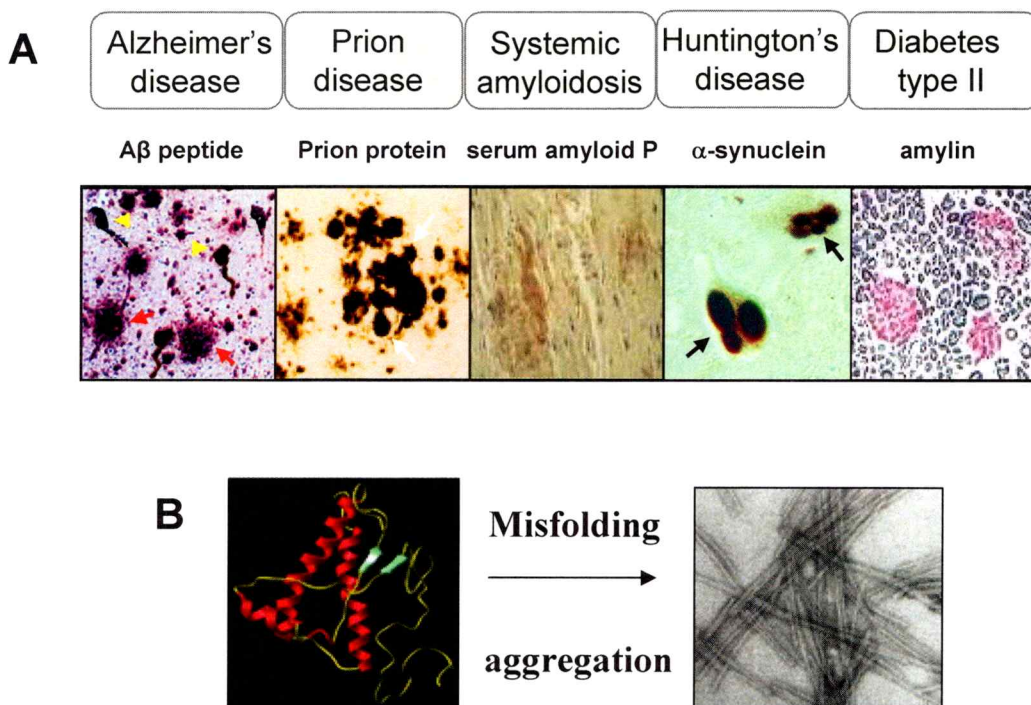 A
Alzheimer's
disease
Prion
disease
Systemic
amyloidosis
Huntington's
disease
Diabetes
type II
Aβ peptide
Prion protein
serum amyloid P
α-synuclein
amylin
B
Misfolding
aggregation